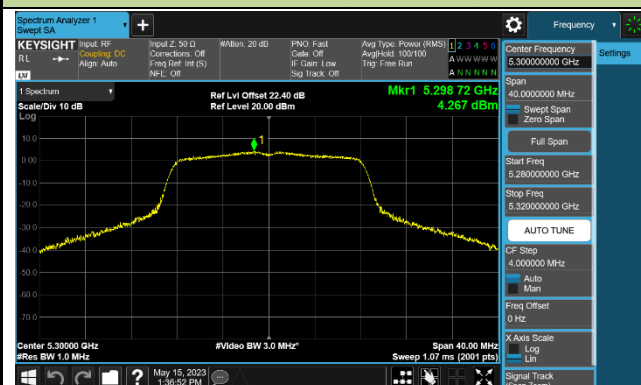 Spectrum Analyzer 1
Swept SA
+
Frequency
KEYSIGHT
RL
LXI
Input: RF
Coupling: DC
Align: Auto
Input Z: 50 Ω
Corrections: Off
Freq Ref: Int (S)
NFE: Off
#Atten: 20 dB
PNO: Fast
Gate: Off
IF Gain: Low
Sig Track: Off
Avg Type: Power (RMS)
Avg|Hold: 100/100
Trig: Free Run
1 2 3 4 5 6
A W W W W W
A N N N N N
Settings
1 Spectrum
Scale/Div 10 dB
Log
Ref Lvl Offset 22.40 dB
Ref Level 20.00 dBm
Mkr1 5.298 72 GHz
4.267 dBm
1
10.0
0.00
-10.0
-20.0
-30.0
-40.0
-50.0
-60.0
-70.0
Center 5.30000 GHz
#Res BW 1.0 MHz
#Video BW 3.0 MHz*
Span 40.00 MHz
Sweep 1.07 ms (2001 pts)
Center Frequency
5.300000000 GHz
Span
40.0000000 MHz
Swept Span
Zero Span
Full Span
Start Freq
5.280000000 GHz
Stop Freq
5.320000000 GHz
AUTO TUNE
CF Step
4.000000 MHz
Auto
Man
Freq Offset
0 Hz
X Axis Scale
Log
Lin
Signal Track
(Span Zoom)
?
May 15, 2023
1:36:52 PM